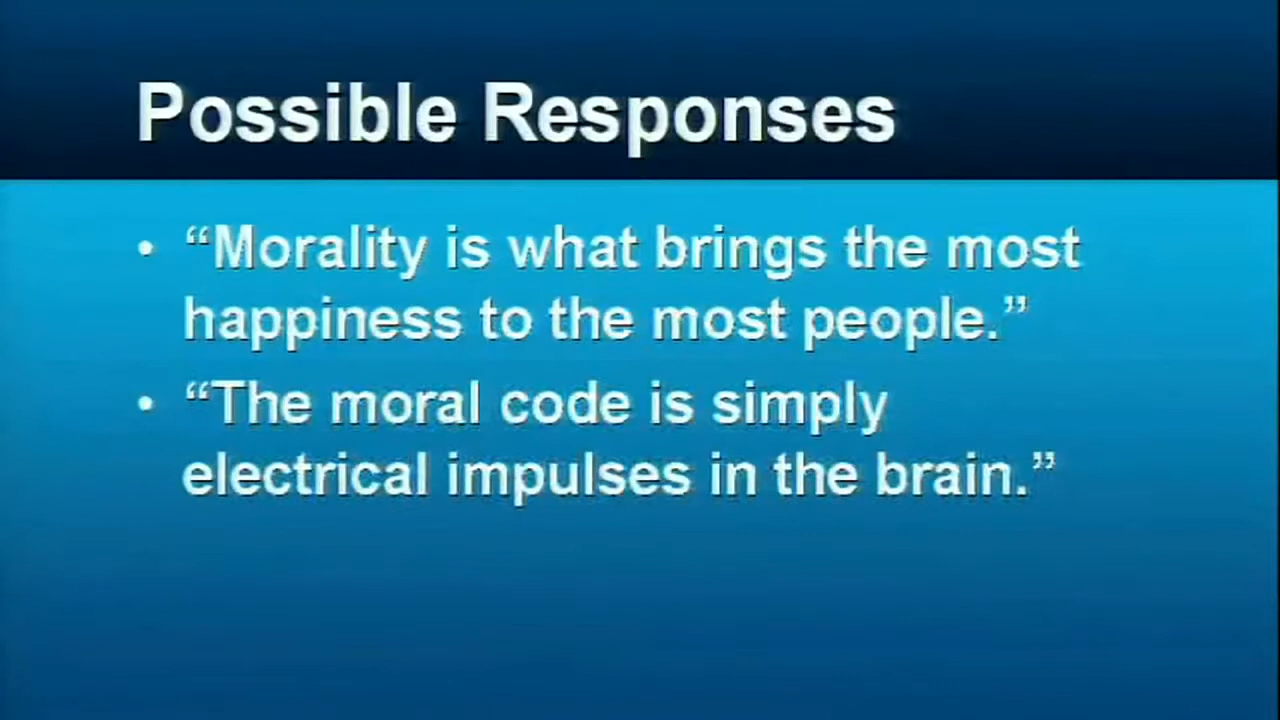 Possible Responses
• “Morality is what brings the most
happiness to the most people.”
• “The moral code is simply
electrical impulses in the brain.”